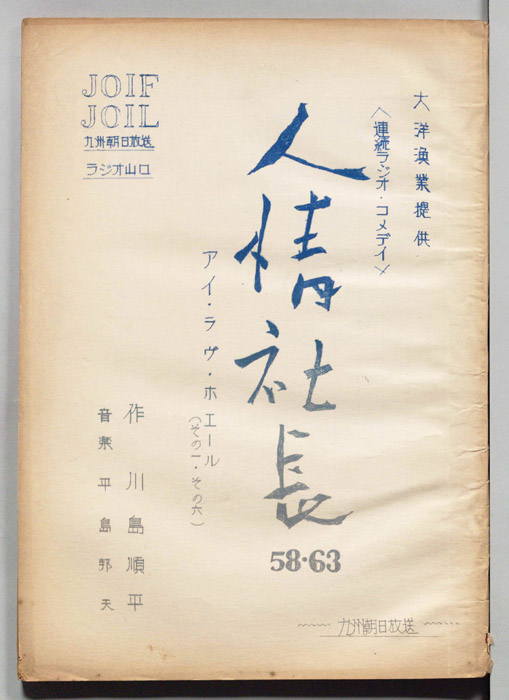 大洋漁業提供
〈連続ラジオ・コメデイ〉
人情社長
58・63
アイ・ラヴ・ホエール
(その一・その六)
JOIF
JOIL
九州朝日放送
ラジオ山口
作 川島順平
音楽 平島郭天
九州朝日放送